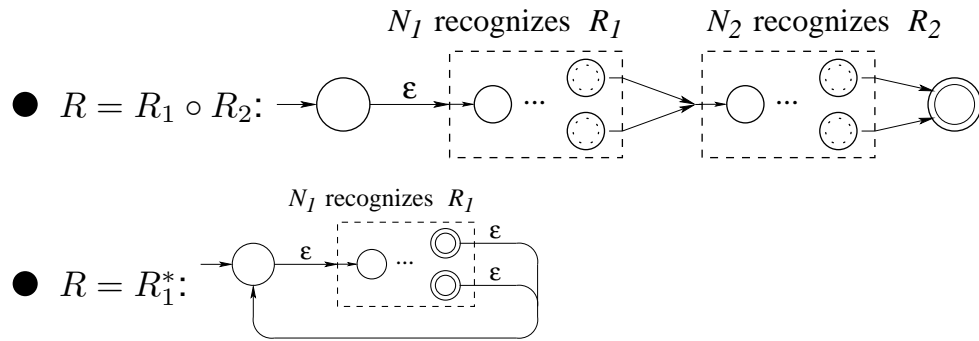 N₁ recognizes R₁ N₂ recognizes R₂
● R = R₁ ∘ R₂: ε ... ...
N₁ recognizes R₁
ε ε
...
ε
● R = R₁*: